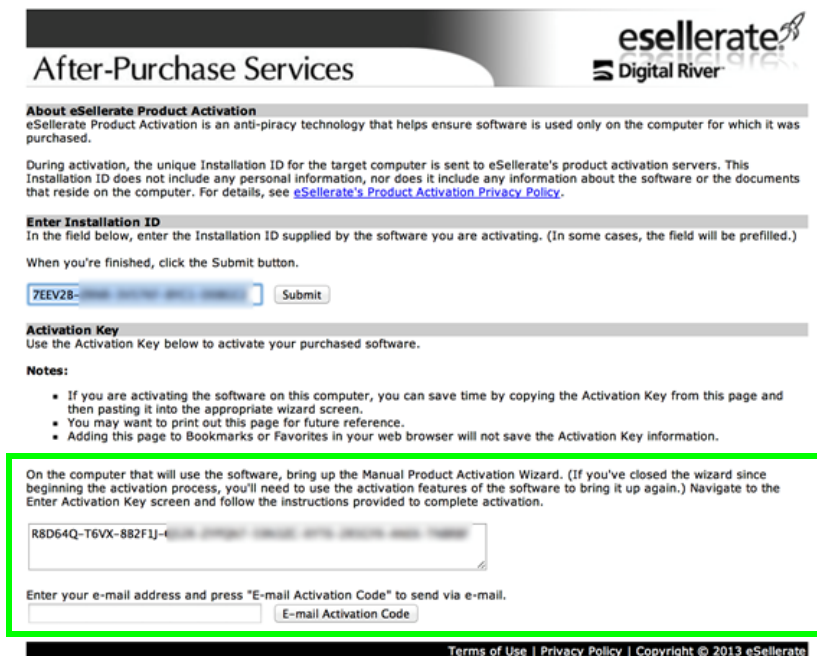 esellerate
After-Purchase Services
Digital River
About eSellerate Product Activation
eSellerate Product Activation is an anti-piracy technology that helps ensure software is used only on the computer for which it was
purchased.
During activation, the unique Installation ID for the target computer is sent to eSellerate's product activation servers. This
Installation ID does not include any personal information, nor does it include any information about the software or the documents
that reside on the computer. For details, see eSellerate's Product Activation Privacy Policy.
Enter Installation ID
In the field below, enter the Installation ID supplied by the software you are activating. (In some cases, the field will be prefilled.)
When you're finished, click the Submit button.
7EEV28- Submit
Activation Key
Use the Activation Key below to activate your purchased software.
Notes:
▪ If you are activating the software on this computer, you can save time by copying the Activation Key from this page and
then pasting it into the appropriate wizard screen.
▪ You may want to print out this page for future reference.
▪ Adding this page to Bookmarks or Favorites in your web browser will not save the Activation Key information.
On the computer that will use the software, bring up the Manual Product Activation Wizard. (If you've closed the wizard since
beginning the activation process, you'll need to use the activation features of the software to bring it up again.) Navigate to the
Enter Activation Key screen and follow the instructions provided to complete activation.
R8D64Q-T6VX-882F1J-
Enter your e-mail address and press "E-mail Activation Code" to send via e-mail.
E-mail Activation Code
Terms of Use | Privacy Policy | Copyright © 2013 eSellerate